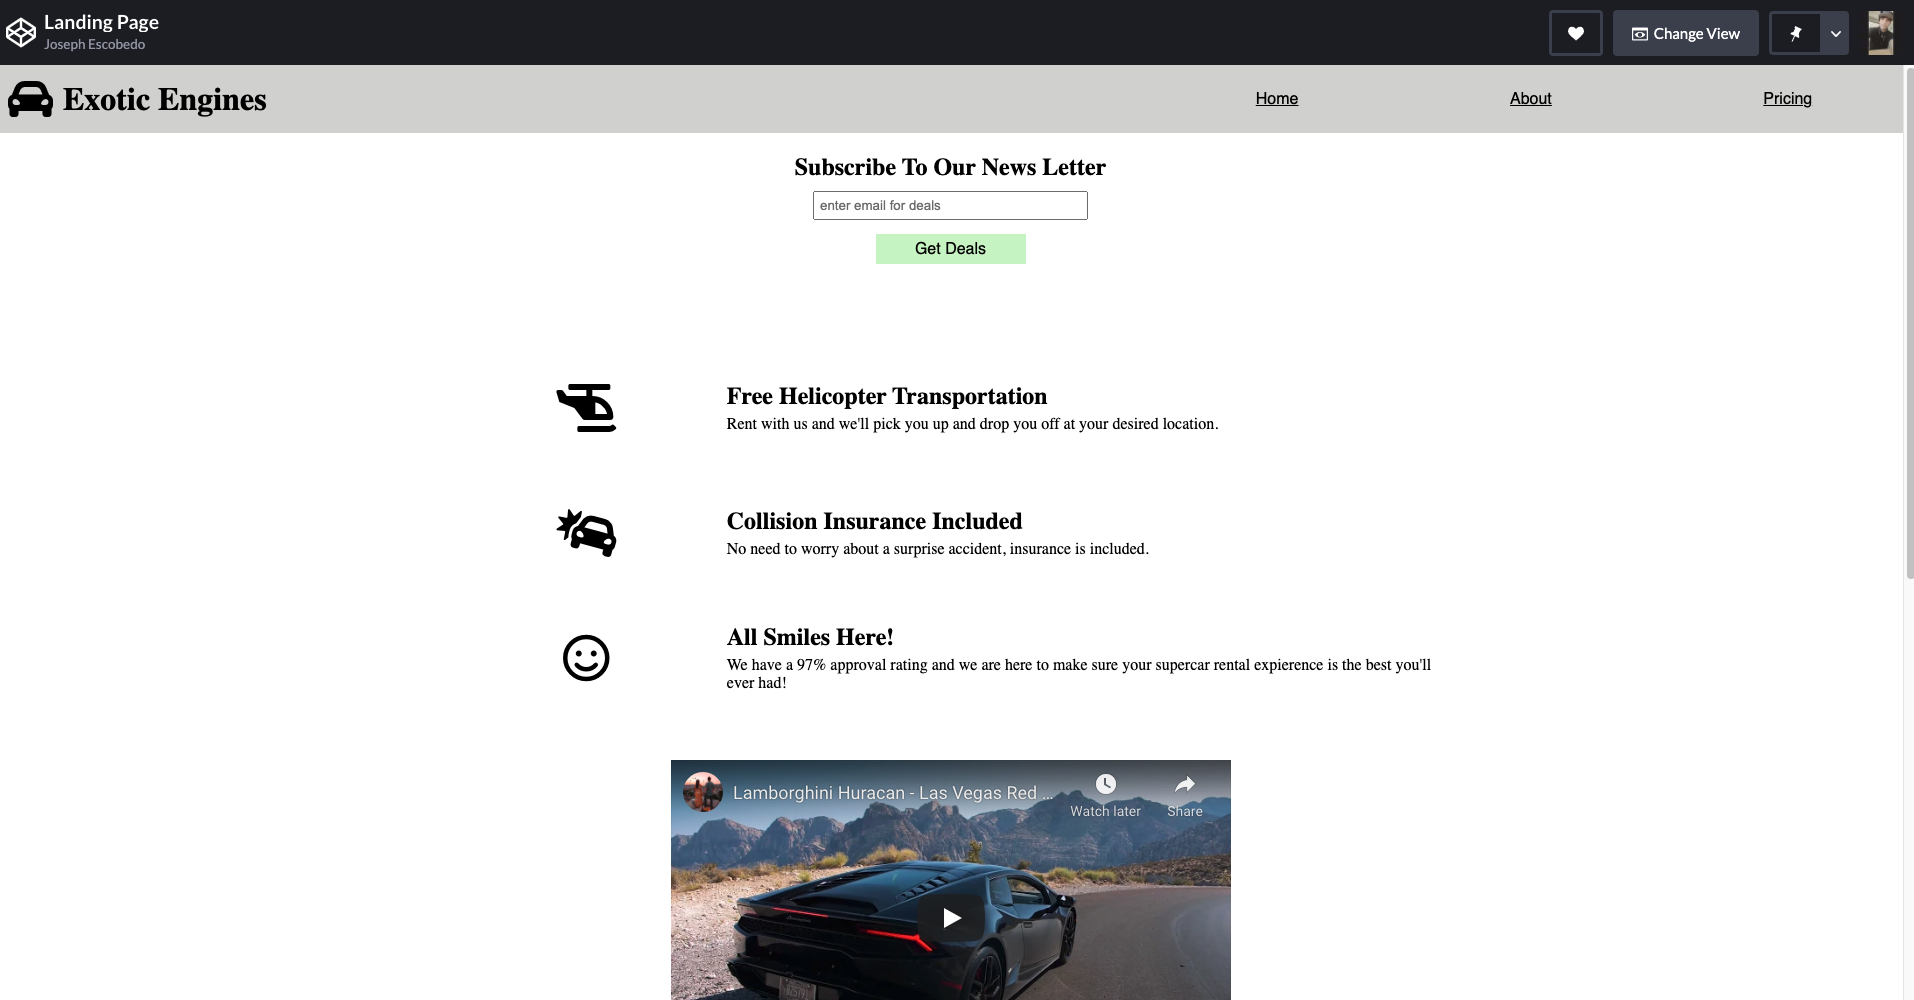 Landing Page
Joseph Escobedo
Change View
Exotic Engines
Home
About
Pricing
Subscribe To Our News Letter
enter email for deals
Get Deals
Free Helicopter Transportation
Rent with us and we'll pick you up and drop you off at your desired location.
Collision Insurance Included
No need to worry about a surprise accident, insurance is included.
All Smiles Here!
We have a 97% approval rating and we are here to make sure your supercar rental expierence is the best you'll
ever had!
Lamborghini Huracan - Las Vegas Red ...
Watch later
Share